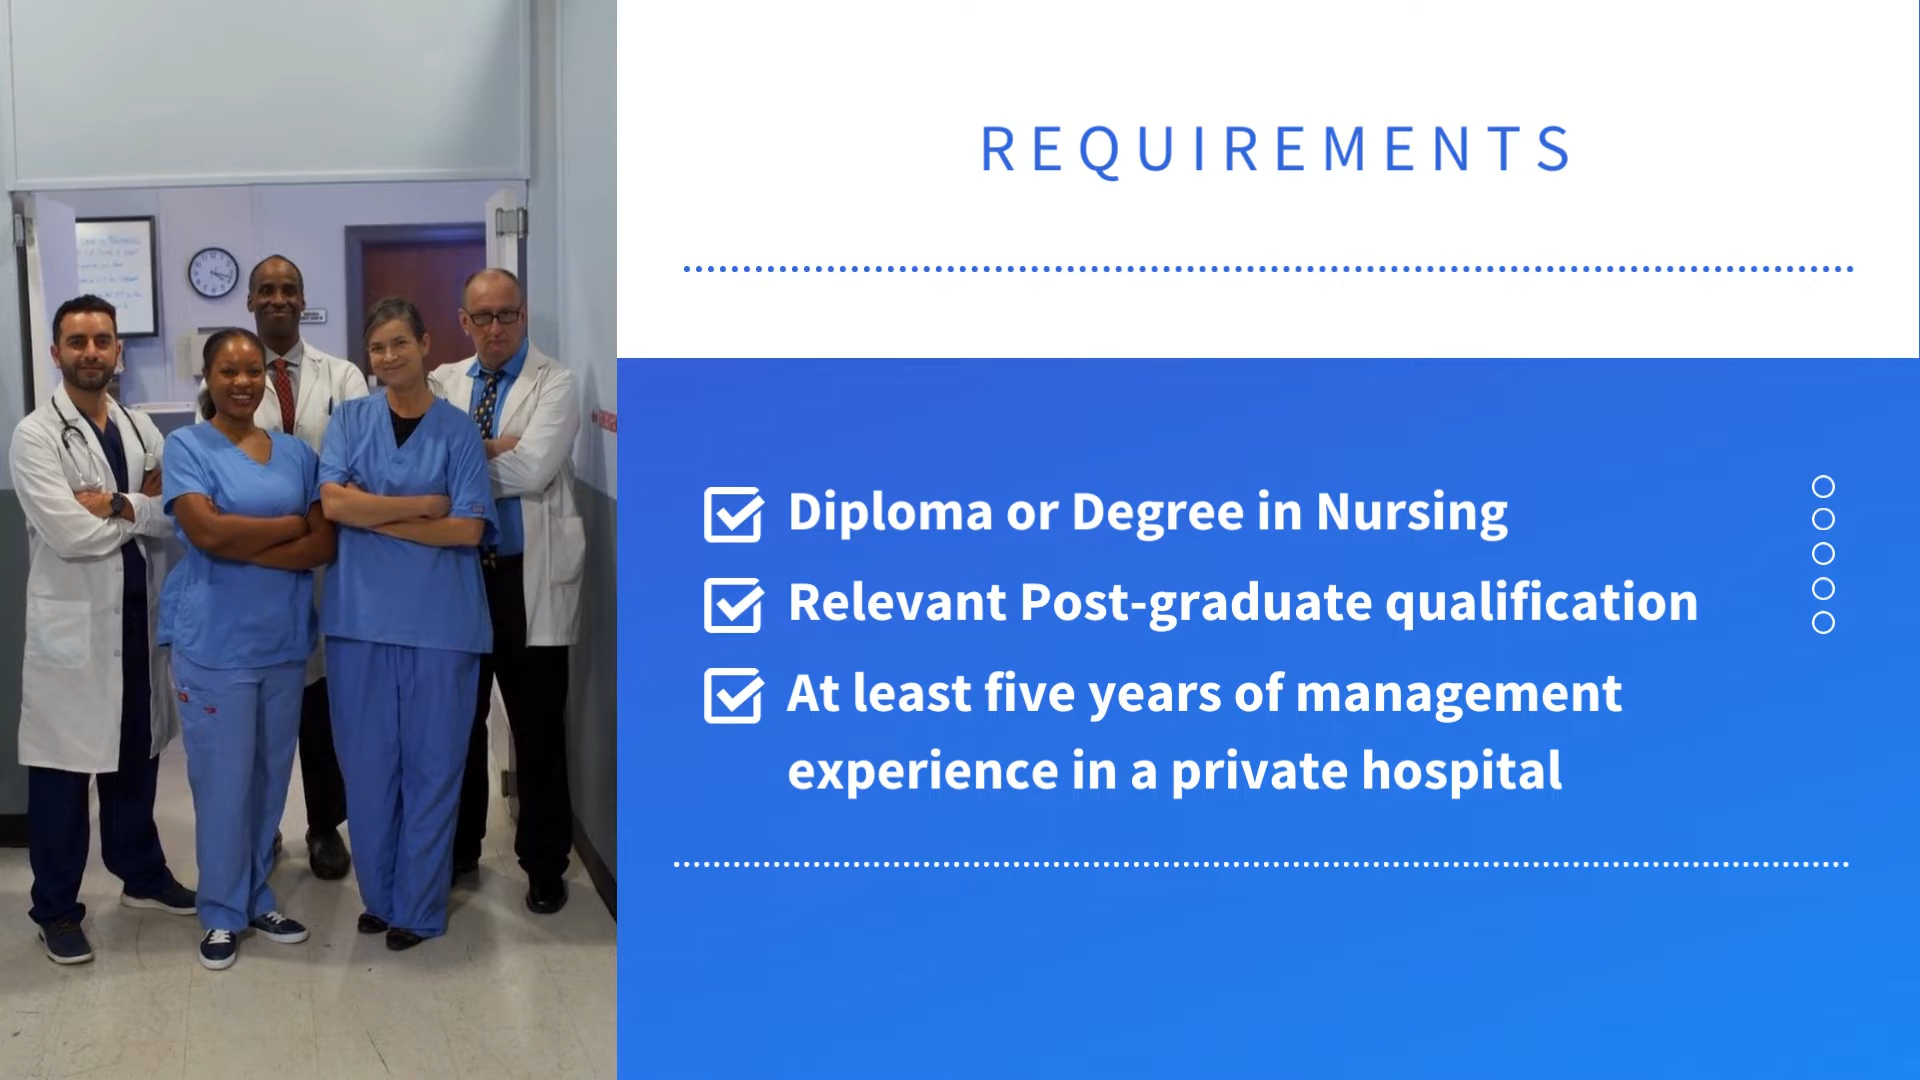 REQUIREMENTS
Diploma or Degree in Nursing
Relevant Post-graduate qualification
At least five years of management
experience in a private hospital